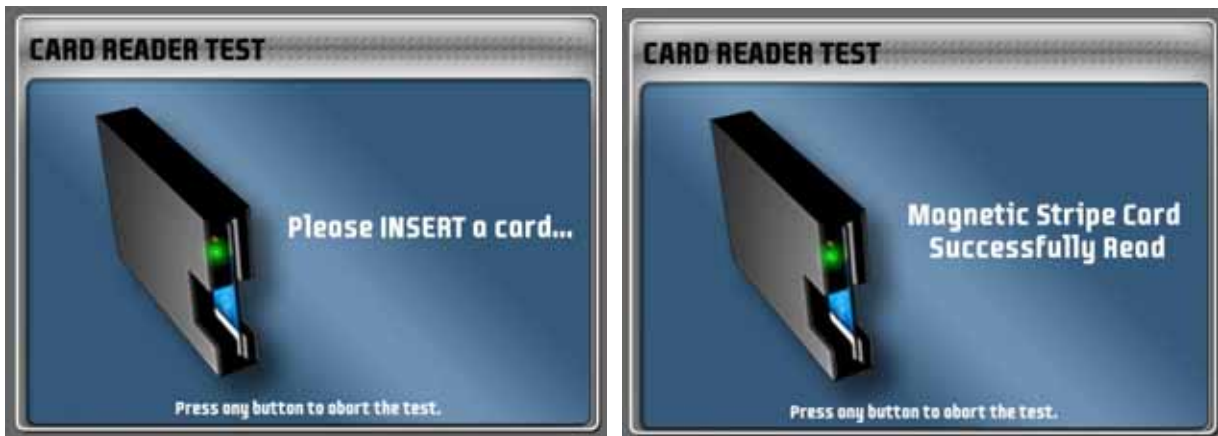 CARD READER TEST
Please INSERT a card...
Press any button to abort the test.
CARD READER TEST
Magnetic Stripe Card
Successfully Read
Press any button to abort the test.